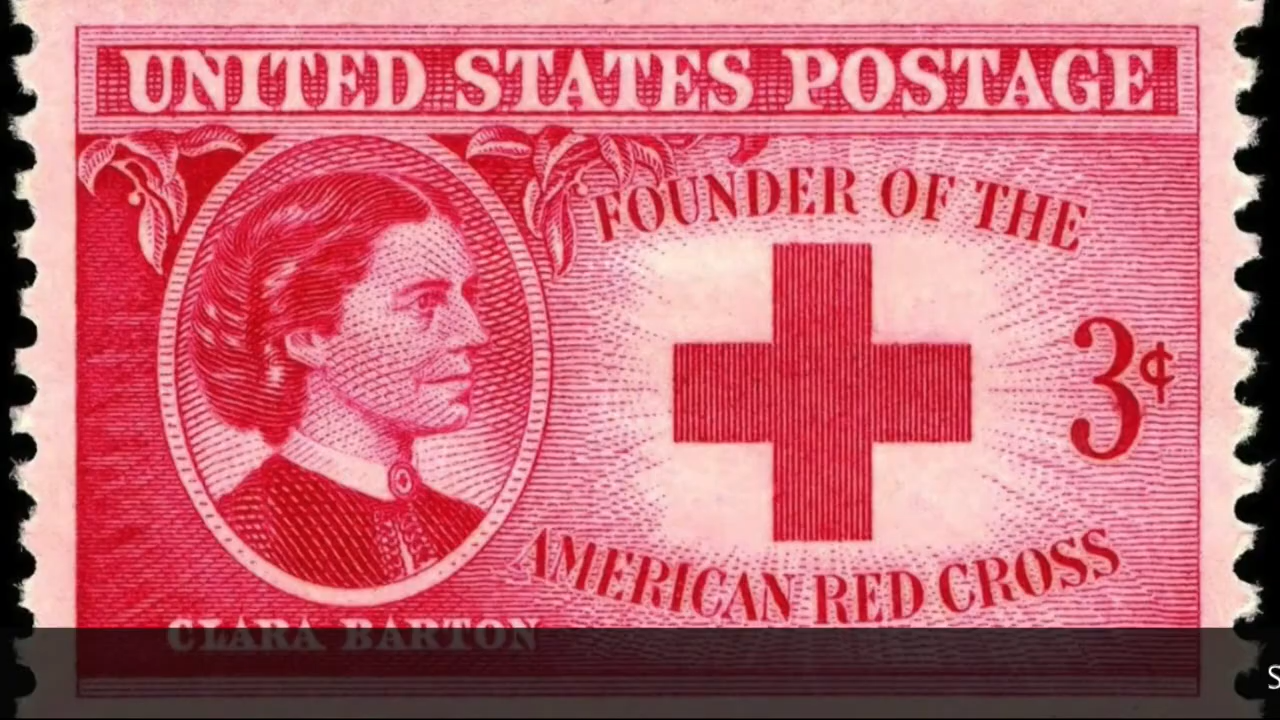 UNITED STATES POSTAGE
FOUNDER OF THE
3¢
AMERICAN RED CROSS
CLARA BARTON
S